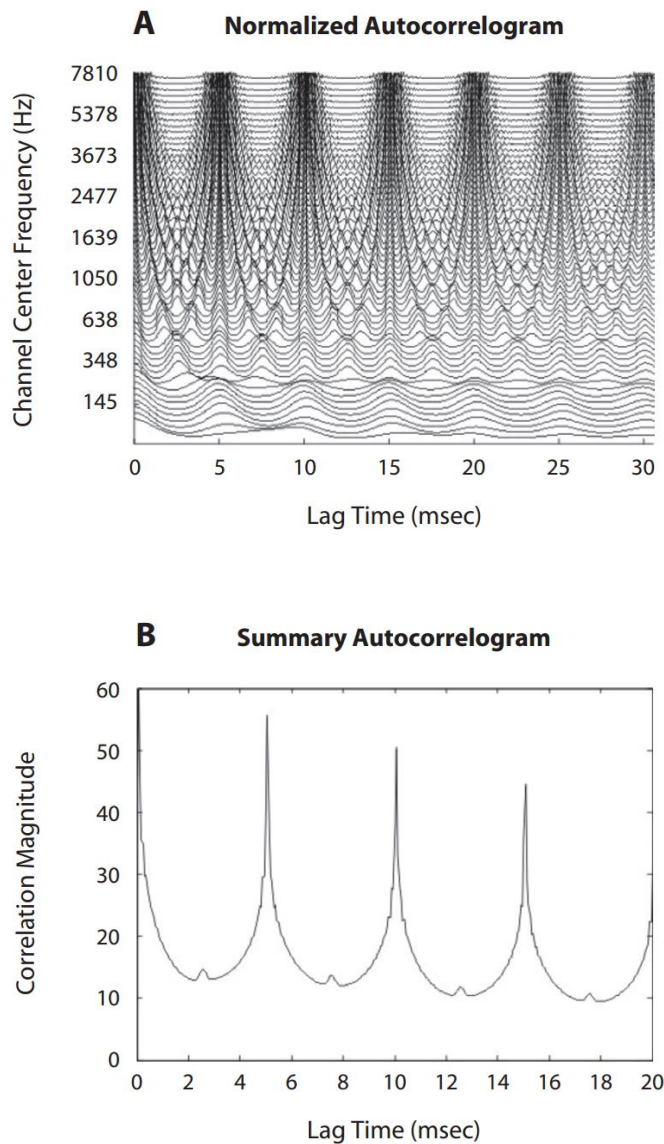 A Normalized Autocorrelogram
Channel Center Frequency (Hz)
7810
5378
3673
2477
1639
1050
638
348
145
0 5 10 15 20 25 30
Lag Time (msec)
B Summary Autocorrelogram
Correlation Magnitude
60
50
40
30
20
10
0
0 2 4 6 8 10 12 14 16 18 20
Lag Time (msec)